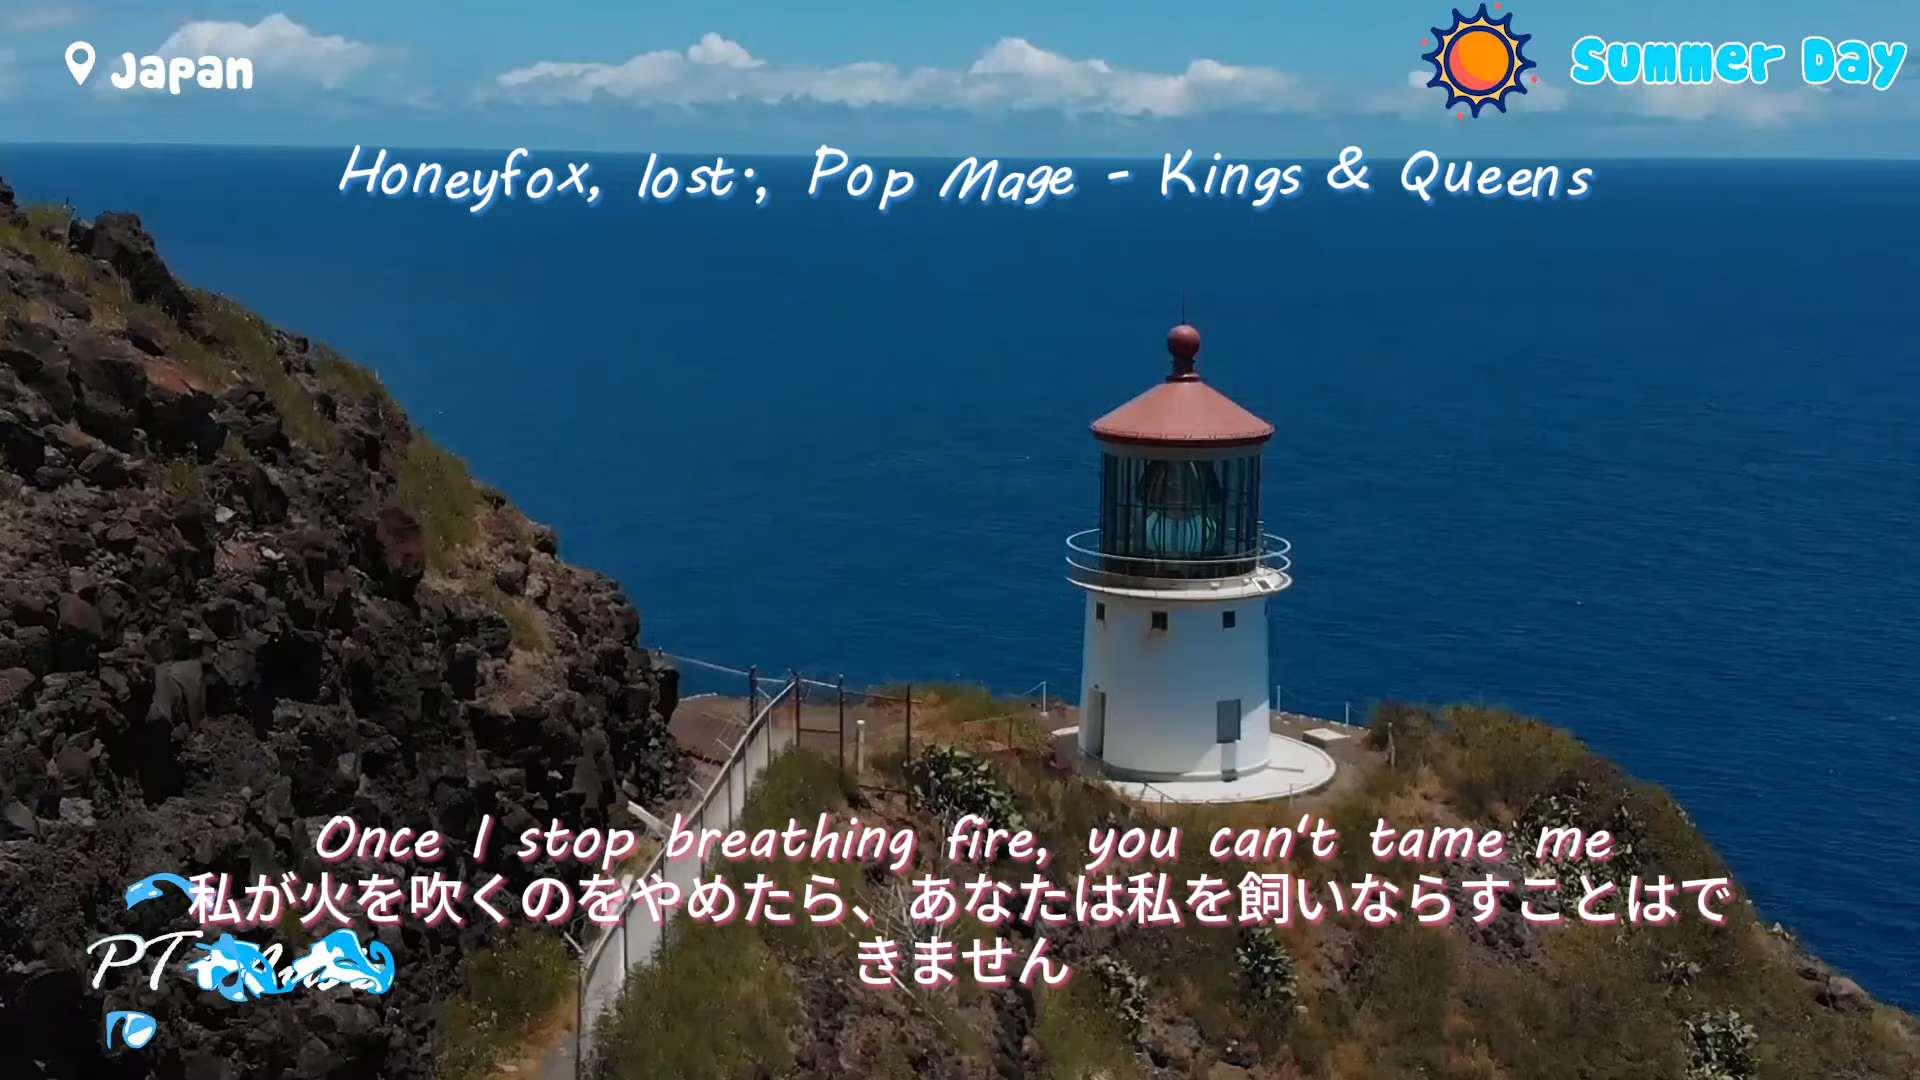 Japan
Summer Day
Honeyfox, lost·, Pop Mage - Kings & Queens
Once I stop breathing fire, you can't tame me
私が火を吹くのをやめたら、あなたは私を飼いならすことはで
きません
PT